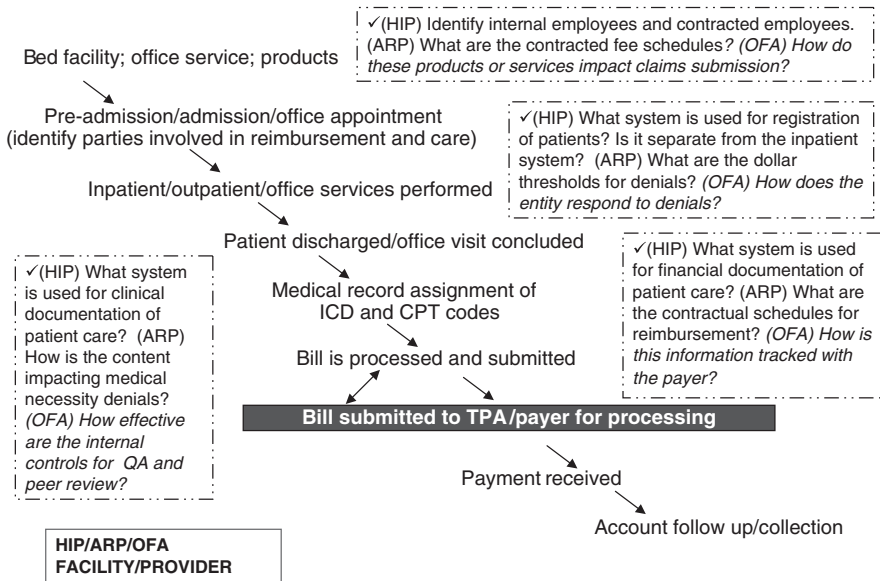 ✓(HIP) Identify internal employees and contracted employees.
(ARP) What are the contracted fee schedules? (OFA) How do
these products or services impact claims submission?
Bed facility; office service; products
Pre-admission/admission/office appointment
(identify parties involved in reimbursement and care)
✓(HIP) What system is used for registration
of patients? Is it separate from the inpatient
system? (ARP) What are the dollar
thresholds for denials? (OFA) How does the
entity respond to denials?
Inpatient/outpatient/office services performed
Patient discharged/office visit concluded
✓(HIP) What system is used
for financial documentation of
patient care? (ARP) What are
the contractual schedules for
reimbursement? (OFA) How is
this information tracked with
the payer?
✓(HIP) What system
is used for clinical
documentation of
patient care? (ARP)
How is the content
impacting medical
necessity denials?
(OFA) How effective
are the internal
controls for QA and
peer review?
Medical record assignment of
ICD and CPT codes
Bill is processed and submitted
Bill submitted to TPA/payer for processing
Payment received
Account follow up/collection
HIP/ARP/OFA
FACILITY/PROVIDER